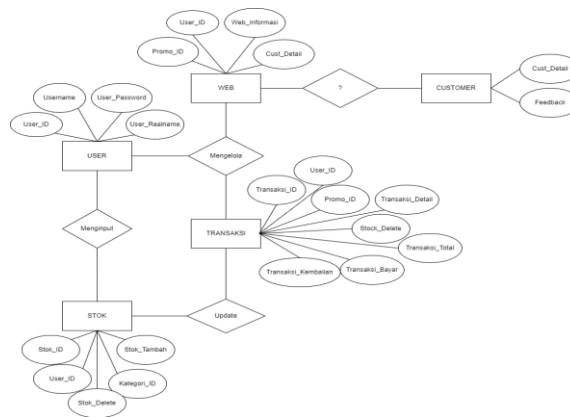 User_ID
Web_Informasi
Promo_ID
Cust_Detail
WEB
?
CUSTOMER
Cust_Detail
Feedback
Username
User_Password
User_ID
User_Realname
USER
Mengelola
User_ID
Transaksi_ID
Promo_ID
Transaksi_Detail
Menginput
TRANSAKSI
Stock_Delete
Transaksi_Total
Transaksi_Kembalian
Transaksi_Bayar
STOK
Update
Stok_ID
Stok_Tambah
User_ID
Kategori_ID
Stok_Delete